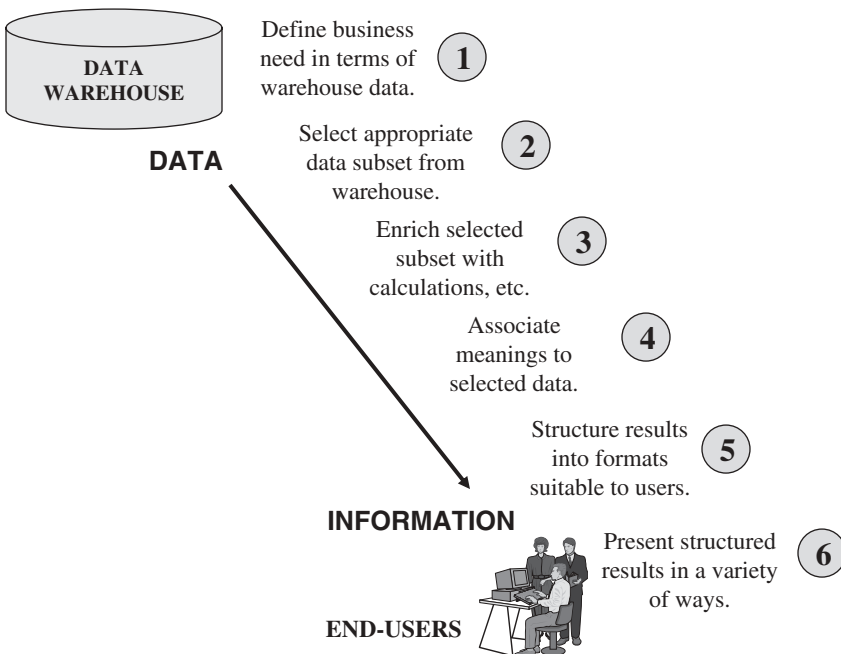 DATA
WAREHOUSE
Define business
need in terms of
warehouse data.
1
DATA
Select appropriate
data subset from
warehouse.
2
Enrich selected
subset with
calculations, etc.
3
Associate
meanings to
selected data.
4
Structure results
into formats
suitable to users.
5
INFORMATION
Present structured
results in a variety
of ways.
6
END-USERS